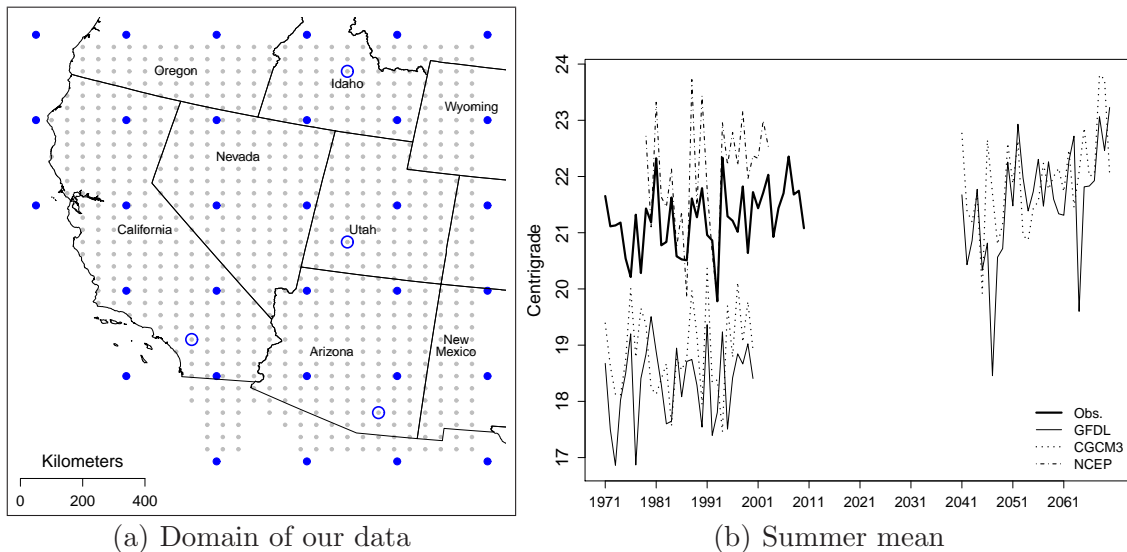 Oregon
Idaho
Wyoming
Nevada
California
Utah
Arizona
New
Mexico
Kilometers
0 200 400
(a) Domain of our data
Centrigrade
24
23
22
21
20
19
18
17
1971 1981 1991 2001 2011 2021 2031 2041 2051 2061
Obs.
GFDL
CGCM3
NCEP
(b) Summer mean